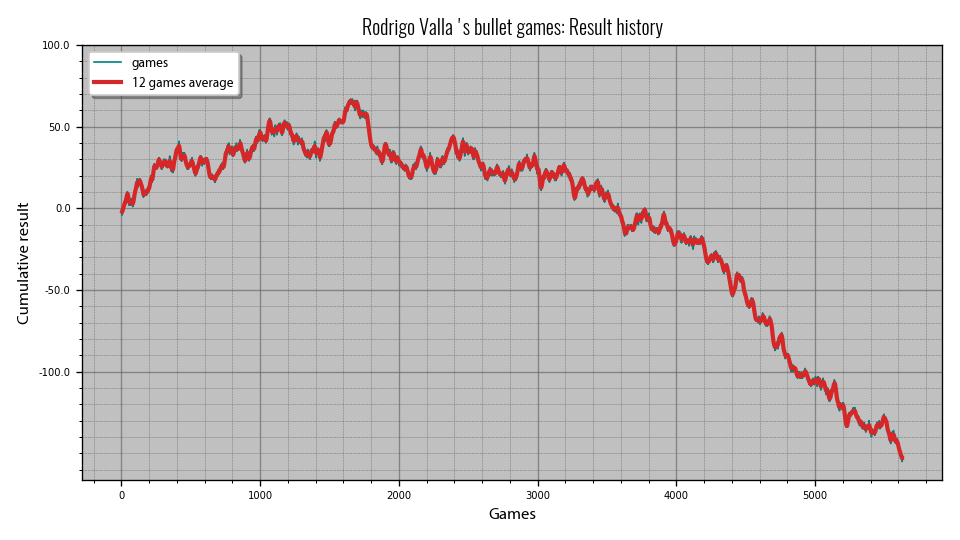 Rodrigo Valla 's bullet games: Result history
100.0
games
12 games average
50.0
0.0
-50.0
-100.0
Cumulative result
0 1000 2000 3000 4000 5000
Games